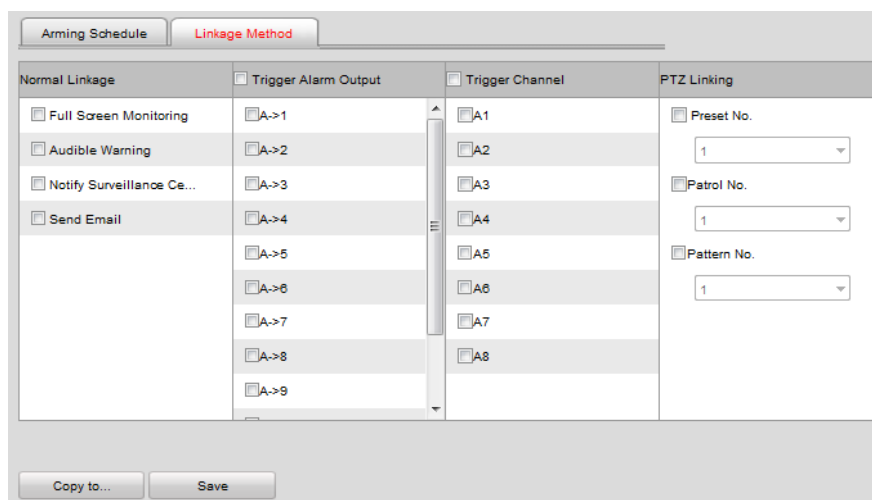 Arming Schedule Linkage Method
Normal Linkage Trigger Alarm Output Trigger Channel PTZ Linking
Full Screen Monitoring A->1 A1 Preset No.
Audible Warning A->2 A2 1
Notify Surveillance Ce... A->3 A3 Patrol No.
Send Email A->4 A4 1
A->5 A5 Pattern No.
A->6 A6 1
A->7 A7
A->8 A8
A->9
Copy to... Save